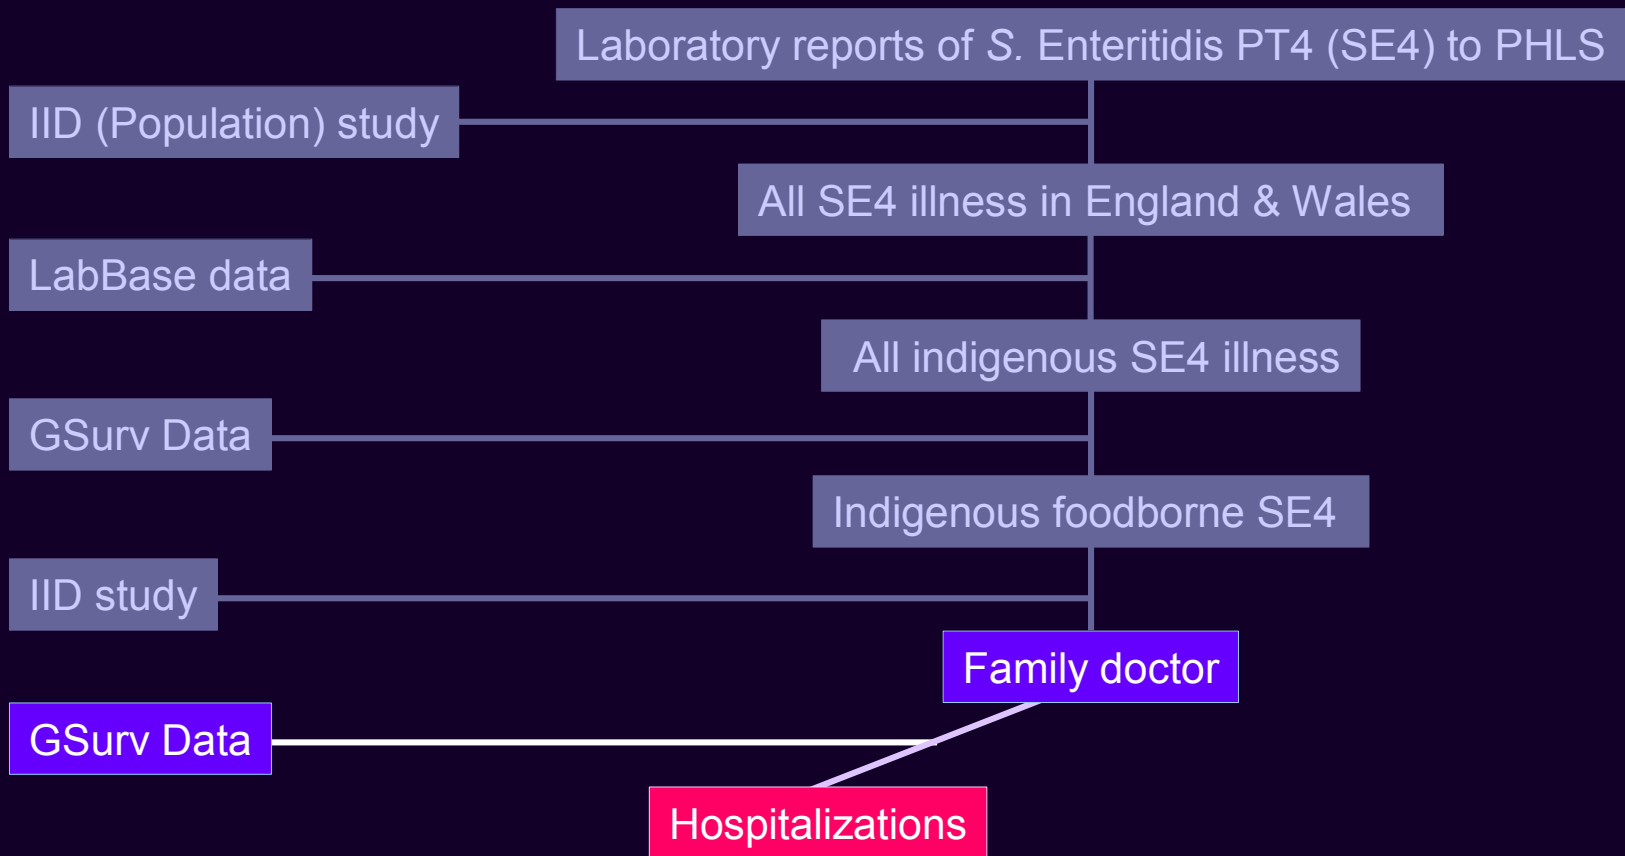 Laboratory reports of S. Enteritidis PT4 (SE4) to PHLS
IID (Population) study
All SE4 illness in England & Wales
LabBase data
All indigenous SE4 illness
GSurv Data
Indigenous foodborne SE4
IID study
Family doctor
GSurv Data
Hospitalizations